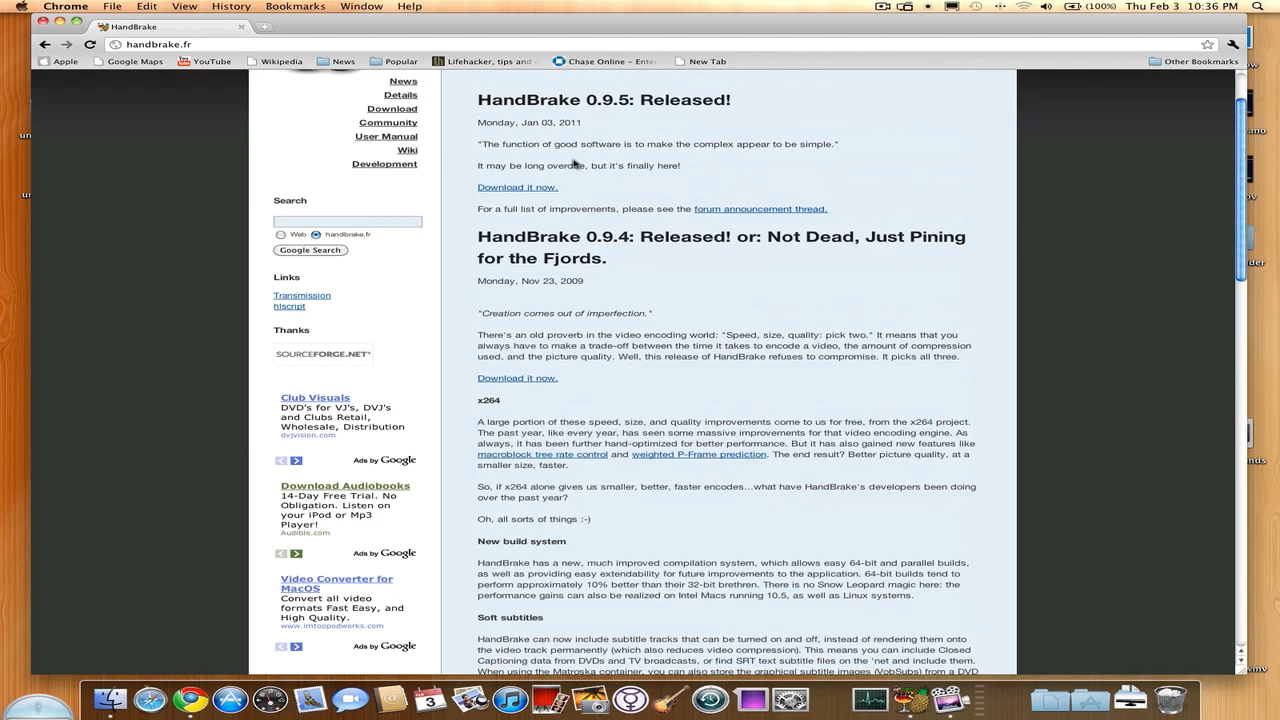 Chrome File Edit View History Bookmarks Window Help (100%) Thu Feb 3 10:36 PM
HandBrake
handbrake.fr
Apple Google Maps YouTube Wikipedia News Popular Lifehacker, tips and Chase Online - Enter New Tab Other Bookmarks
News
Details
Download
Community
User Manual
Wiki
Development
Search
Web handbrake.fr
Google Search
Links
Transmission
hlscript
Thanks
SOURCEFORGE.NET®
Club Visuals
DVD's for VJ's, DVJ's
and Clubs Retail,
Wholesale, Distribution
dvjvision.com
Ads by Google
Download Audiobooks
14-Day Free Trial. No
Obligation. Listen on
your iPod or Mp3
Player!
Audible.com
Ads by Google
Video Converter for
MacOS
Convert all video
formats Fast Easy, and
High Quality.
www.imtoopodworks.com
Ads by Google
HandBrake 0.9.5: Released!
Monday, Jan 03, 2011
"The function of good software is to make the complex appear to be simple."
It may be long overdue, but it's finally here!
Download it now.
For a full list of improvements, please see the forum announcement thread.
HandBrake 0.9.4: Released! or: Not Dead, Just Pining
for the Fjords.
Monday, Nov 23, 2009
"Creation comes out of imperfection."
There's an old proverb in the video encoding world: "Speed, size, quality: pick two." It means that you
always have to make a trade-off between the time it takes to encode a video, the amount of compression
used, and the picture quality. Well, this release of HandBrake refuses to compromise. It picks all three.
Download it now.
x264
A large portion of these speed, size, and quality improvements come to us for free, from the x264 project.
The past year, like every year, has seen some massive improvements for that video encoding engine. As
always, it has been further hand-optimized for better performance. But it has also gained new features like
macroblock tree rate control and weighted P-Frame prediction. The end result? Better picture quality, at a
smaller size, faster.
So, if x264 alone gives us smaller, better, faster encodes...what have HandBrake's developers been doing
over the past year?
Oh, all sorts of things :-)
New build system
HandBrake has a new, much improved compilation system, which allows easy 64-bit and parallel builds,
as well as providing easy extendability for future improvements to the application. 64-bit builds tend to
perform approximately 10% better than their 32-bit brethren. There is no Snow Leopard magic here: the
performance gains can also be realized on Intel Macs running 10.5, as well as Linux systems.
Soft subtitles
HandBrake can now include subtitle tracks that can be turned on and off, instead of rendering them onto
the video track permanently (which also reduces video compression). This means you can include Closed
Captioning data from DVDs and TV broadcasts, or find SRT text subtitle files on the 'net and include them.
When using the Matroska container, you can also store the graphical subtitle images (VobSubs) from a DVD